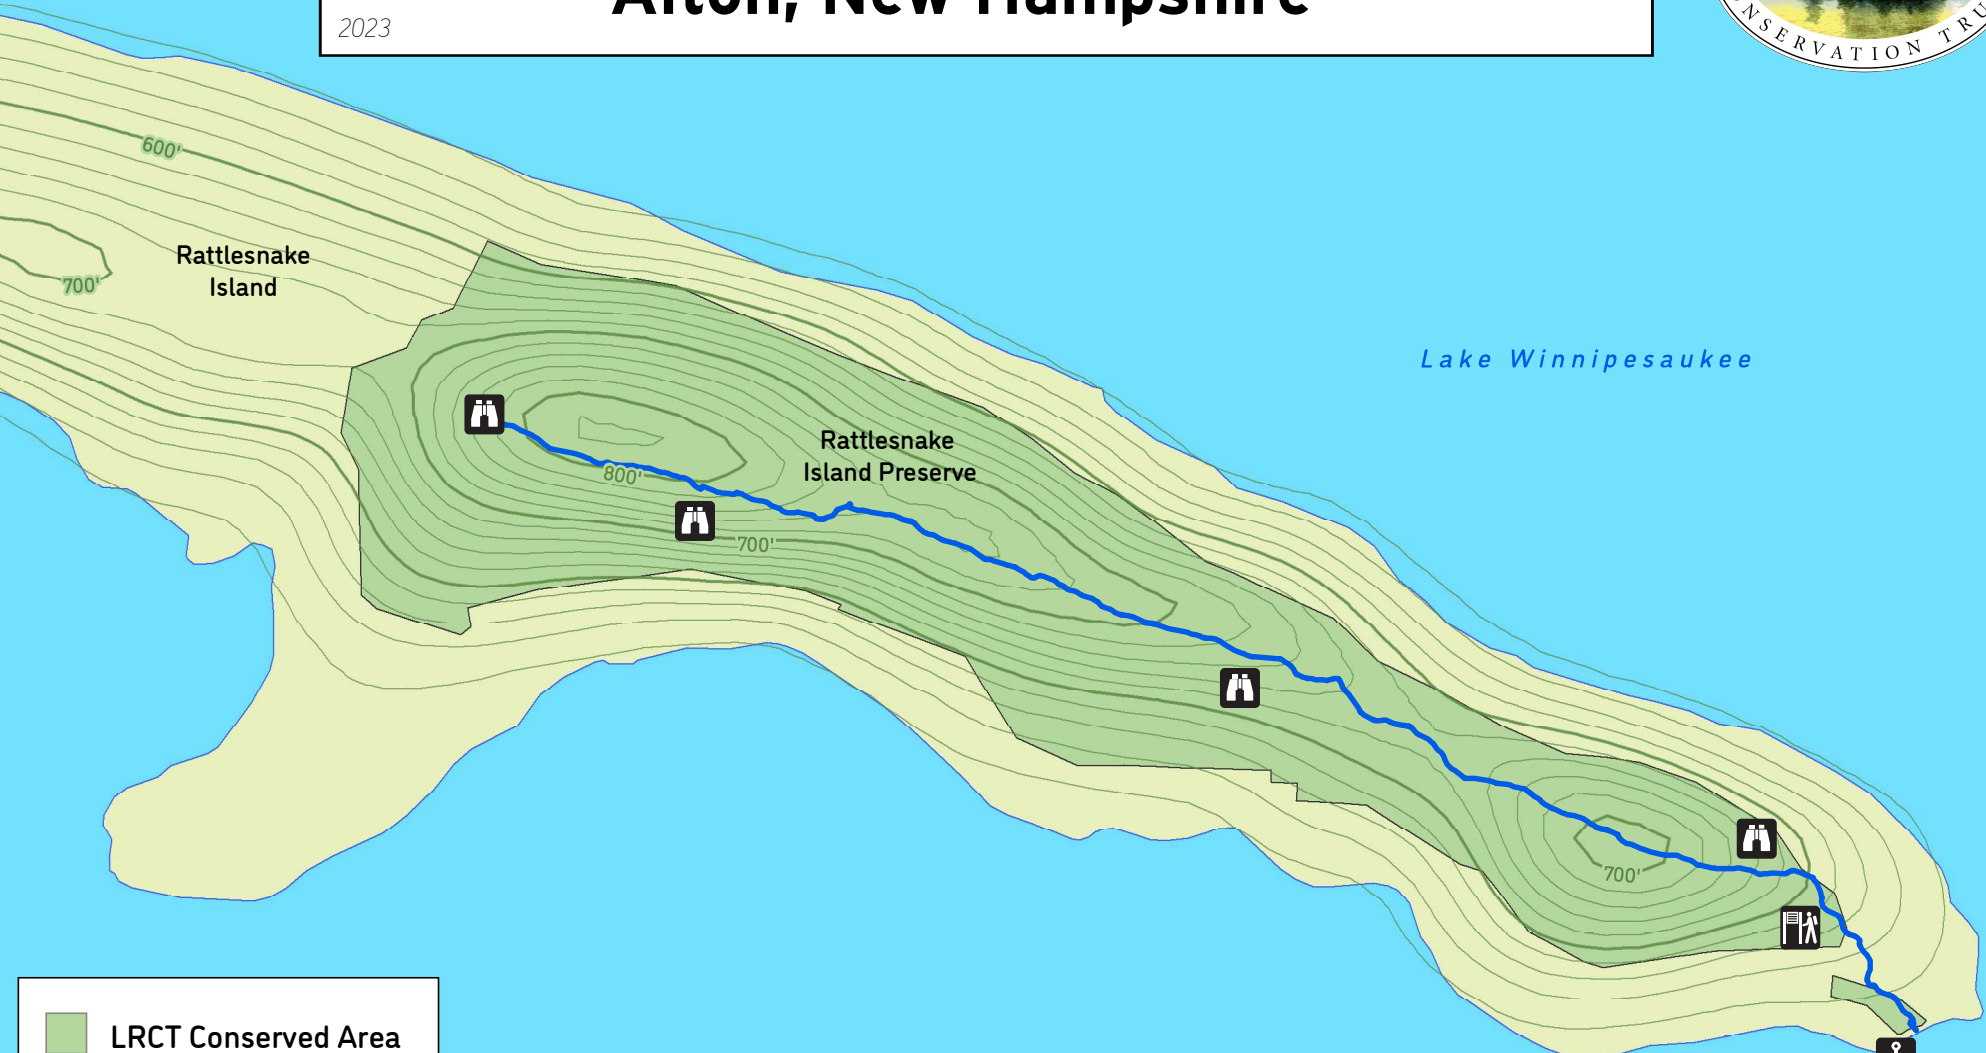 Alton, New Hampshire
2023
NSERVATION TRU
600'
Rattlesnake
Island
700'
Lake Winnipesaukee
Rattlesnake
Island Preserve
800'
700'
700'
LRCT Conserved Area